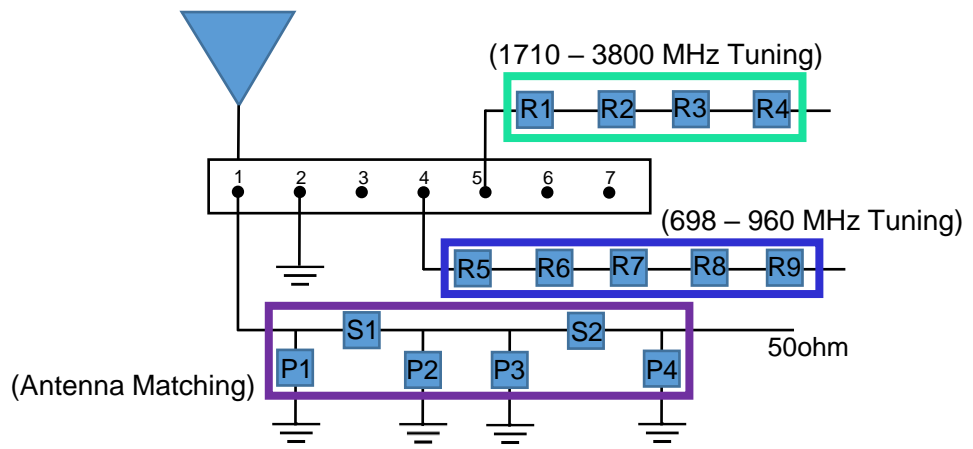 (1710 – 3800 MHz Tuning)
R1 R2 R3 R4
1 2 3 4 5 6 7
(698 – 960 MHz Tuning)
R5 R6 R7 R8 R9
S1 S2
50ohm
P1 P2 P3 P4
(Antenna Matching)